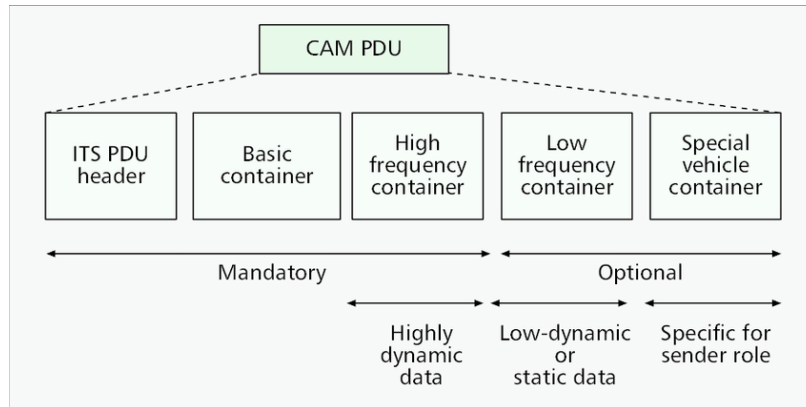 CAM PDU
ITS PDU
header
Basic
container
High
frequency
container
Low
frequency
container
Special
vehicle
container
Mandatory
Optional
Highly
dynamic
data
Low-dynamic
or
static data
Specific for
sender role